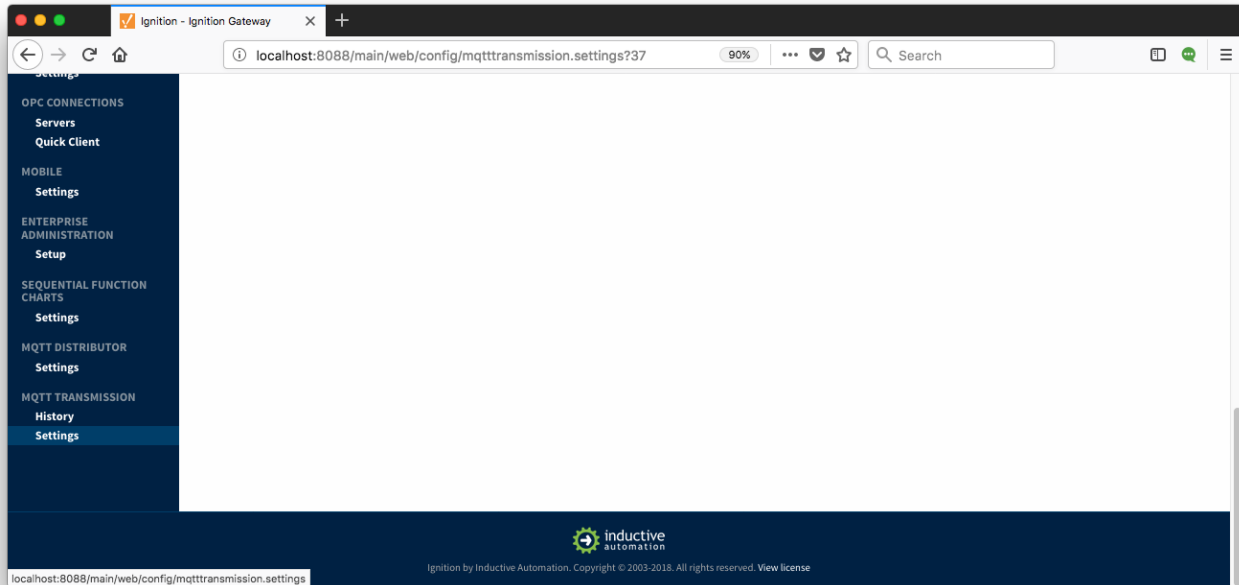 Ignition - Ignition Gateway
localhost:8088/main/web/config/mqtttransmission.settings?37
90%
Search
Settings
OPC CONNECTIONS
Servers
Quick Client
MOBILE
Settings
ENTERPRISE
ADMINISTRATION
Setup
SEQUENTIAL FUNCTION
CHARTS
Settings
MQTT DISTRIBUTOR
Settings
MQTT TRANSMISSION
History
Settings
inductive
automation
Ignition by Inductive Automation. Copyright © 2003-2018. All rights reserved. View license
localhost:8088/main/web/config/mqtttransmission.settings